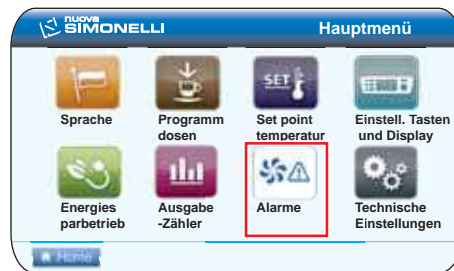 nuova
SIMONELLI
Hauptmenü
SET
Sprache
Programm
dosen
Set point
temperatur
Einstell. Tasten
und Display
Energies
parbetrieb
Ausgabe
-Zähler
Alarme
Technische
Einstellungen
Home